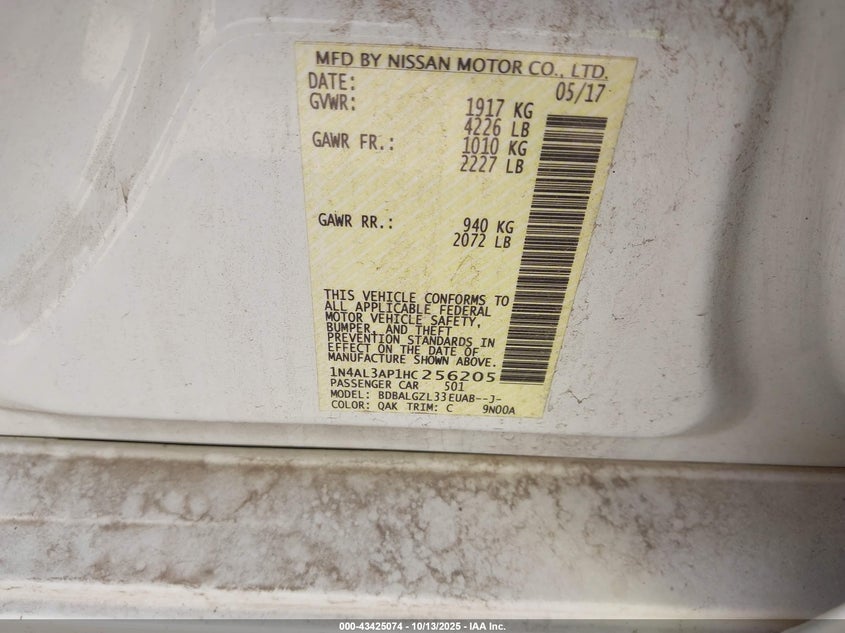 MFD BY NISSAN MOTOR CO., LTD.
DATE: 05/17
GVWR: 1917 KG
4226 LB
GAWR FR.: 1010 KG
2227 LB
GAWR RR.: 940 KG
2072 LB
THIS VEHICLE CONFORMS TO
ALL APPLICABLE FEDERAL
MOTOR VEHICLE SAFETY,
BUMPER, AND THEFT
PREVENTION STANDARDS IN
EFFECT ON THE DATE OF
MANUFACTURE SHOWN ABOVE.
1N4AL3AP1HC256205
PASSENGER CAR 501
MODEL: BDBALGZL33EUAB--J-
COLOR: QAK TRIM: C 9N00A
000-43425074 | 10/13/2025 - IAA Inc.